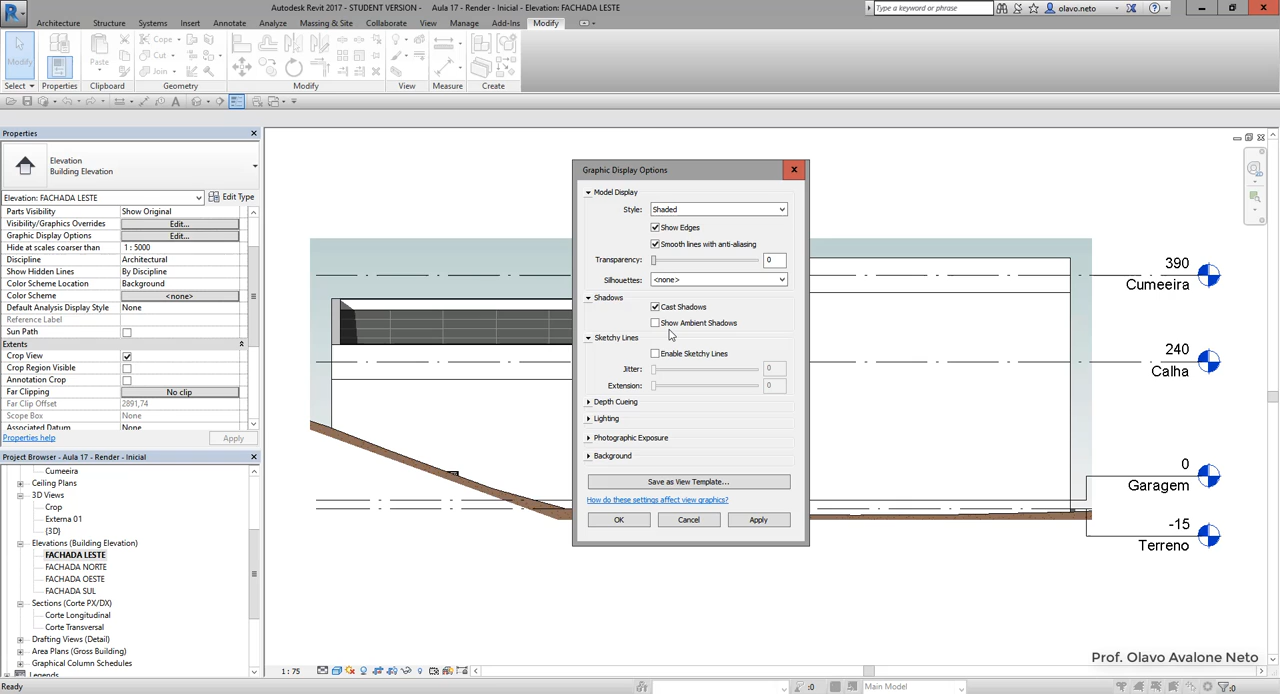 Autodesk Revit 2017 - STUDENT VERSION - Aula 17 - Render - Inicial - Elevation: FACHADA LESTE
Type a keyword or phrase
olavo.neto
Architecture Structure Systems Insert Annotate Analyze Massing & Site Collaborate View Manage Add-Ins Modify
Modify
Paste
Cope
Cut
Join
Select Properties Clipboard Geometry Modify View Measure Create
Properties
Elevation
Building Elevation
Elevation: FACHADA LESTE
Edit Type
Parts Visibility Show Original
Visibility/Graphics Overrides Edit...
Graphic Display Options Edit...
Hide at scales coarser than 1 : 5000
Discipline Architectural
Show Hidden Lines By Discipline
Color Scheme Location Background
Color Scheme <none>
Default Analysis Display Style None
Reference Label
Sun Path
Extents
Crop View
Crop Region Visible
Annotation Crop
Far Clipping No clip
Far Clip Offset 2891,74
Scope Box None
Associated Datum None
Properties help
Apply
Project Browser - Aula 17 - Render - Inicial
Cumeeira
Ceiling Plans
3D Views
Crop
Externa 01
{3D}
Elevations (Building Elevation)
FACHADA LESTE
FACHADA NORTE
FACHADA OESTE
FACHADA SUL
Sections (Corte PX/DX)
Corte Longitudinal
Corte Transversal
Drafting Views (Detail)
Area Plans (Gross Building)
Graphical Column Schedules
Legends
Graphic Display Options
Model Display
Style: Shaded
Show Edges
Smooth lines with anti-aliasing
Transparency: 0
Silhouettes: <none>
Shadows
Cast Shadows
Show Ambient Shadows
Sketchy Lines
Enable Sketchy Lines
Jitter: 0
Extension: 0
Depth Cueing
Lighting
Photographic Exposure
Background
Save as View Template...
How do these settings affect view graphics?
OK Cancel Apply
390
Cumeeira
240
Calha
0
Garagem
-15
Terreno
Prof. Olavo Avalone Neto
1 : 75
Ready
:0
Main Model
:0